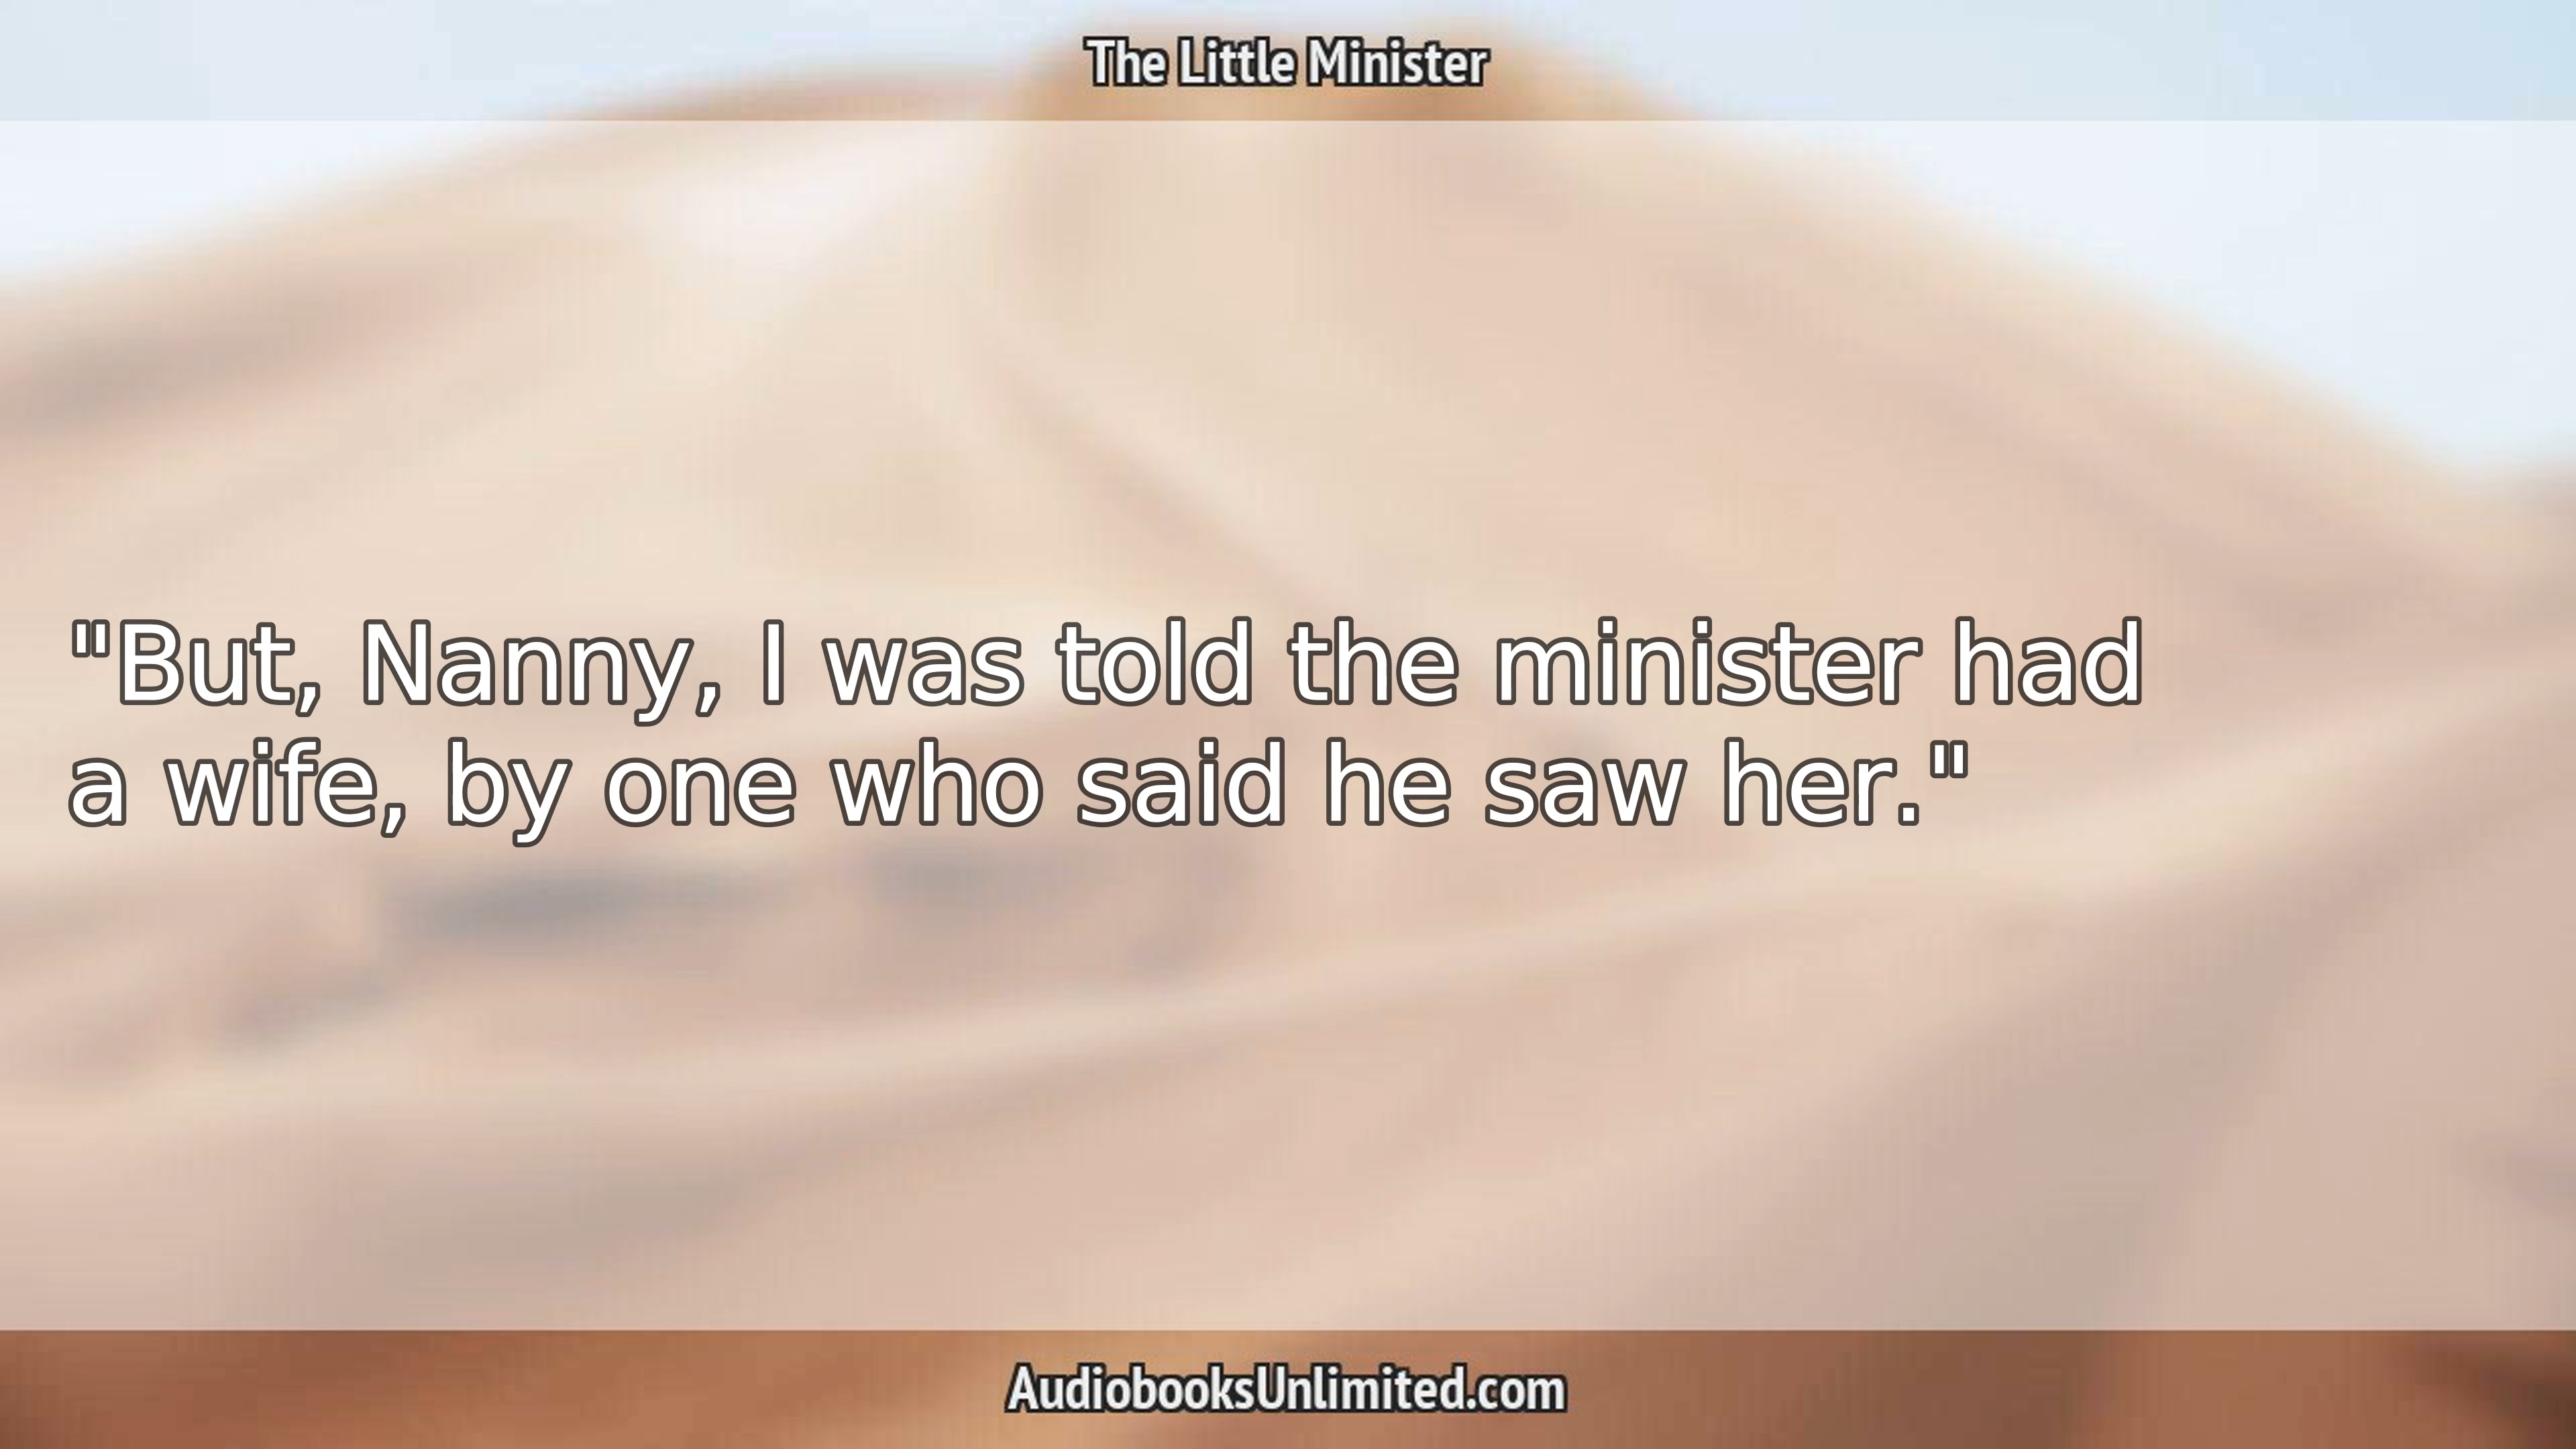 The Little Minister
"But, Nanny, I was told the minister had
a wife, by one who said he saw her."
AudiobooksUnlimited.com